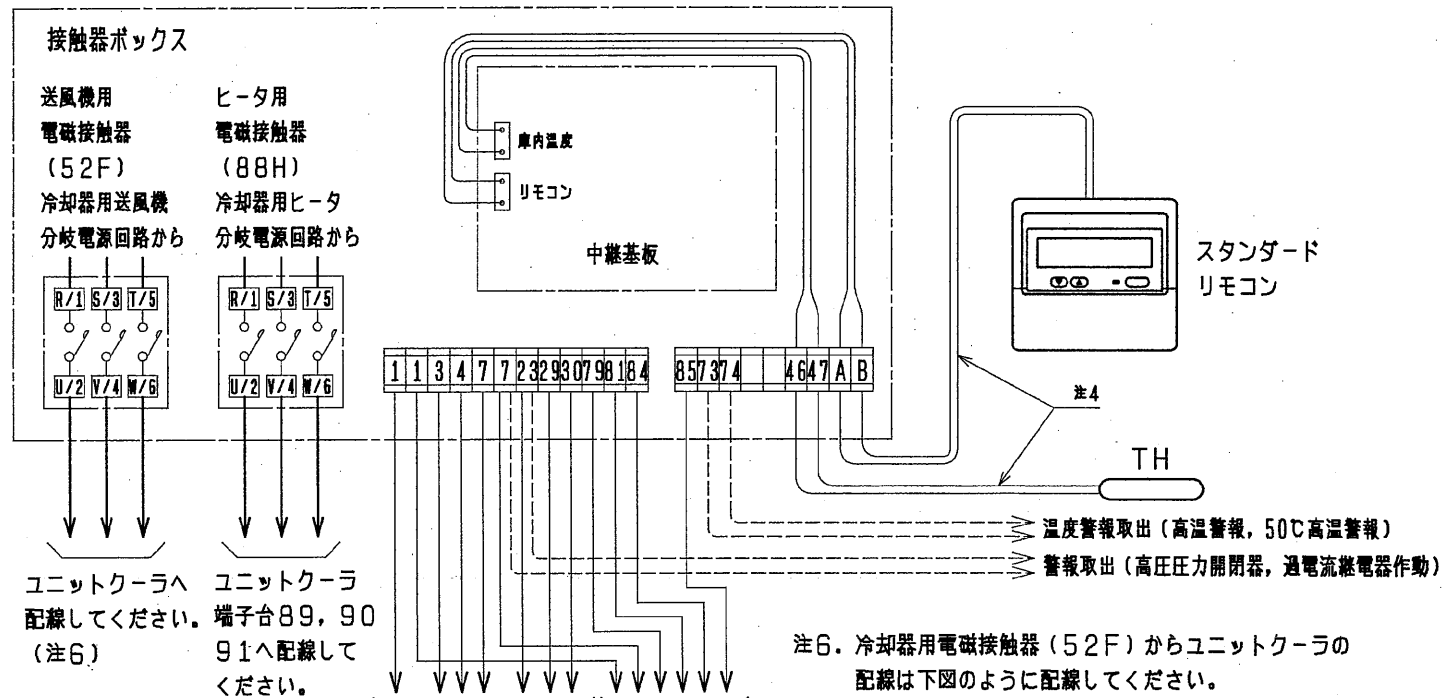 接触器ボックス
送風機用
電磁接触器
(52F)
冷却器用送風機
分岐電源回路から
ヒータ用
電磁接触器
(88H)
冷却器用ヒータ
分岐電源回路から
庫内温度
リモコン
中継基板
スタンダード
リモコン
R/1 S/3 T/5
U/2 V/4 W/6
R/1 S/3 T/5
U/2 V/4 W/6
1 1 3 4 7 7 23 29 30 79 81 84
85 73 74 46 47 A B
注4
TH
温度警報取出(高温警報,50℃高温警報)
警報取出(高圧圧力開閉器,過電流継電器作動)
ユニットクーラへ
配線してください。
(注6)
ユニットクーラ
端子台89,90
91へ配線して
ください。
注6.冷却器用電磁接触器(52F)からユニットクーラの
配線は下図のように配線してください。